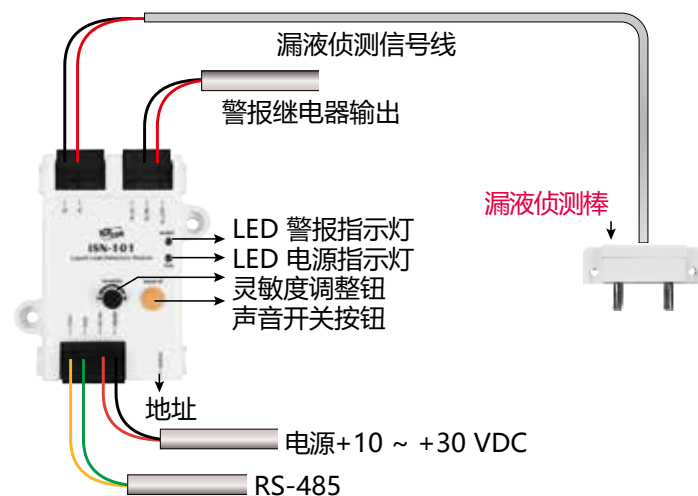 漏液侦测信号线
警报继电器输出
漏液侦测棒
LED 警报指示灯
LED 电源指示灯
iSN-101
灵敏度调整钮
声音开关按钮
地址
电源+10 ~ +30 VDC
RS-485